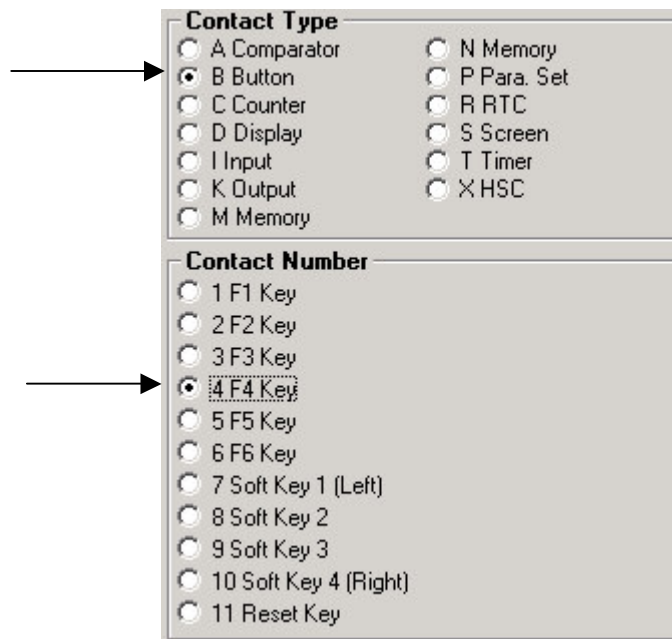 Contact Type
A Comparator
B Button
C Counter
D Display
I Input
K Output
M Memory
N Memory
P Para. Set
R RTC
S Screen
T Timer
X HSC
Contact Number
1 F1 Key
2 F2 Key
3 F3 Key
4 F4 Key
5 F5 Key
6 F6 Key
7 Soft Key 1 (Left)
8 Soft Key 2
9 Soft Key 3
10 Soft Key 4 (Right)
11 Reset Key